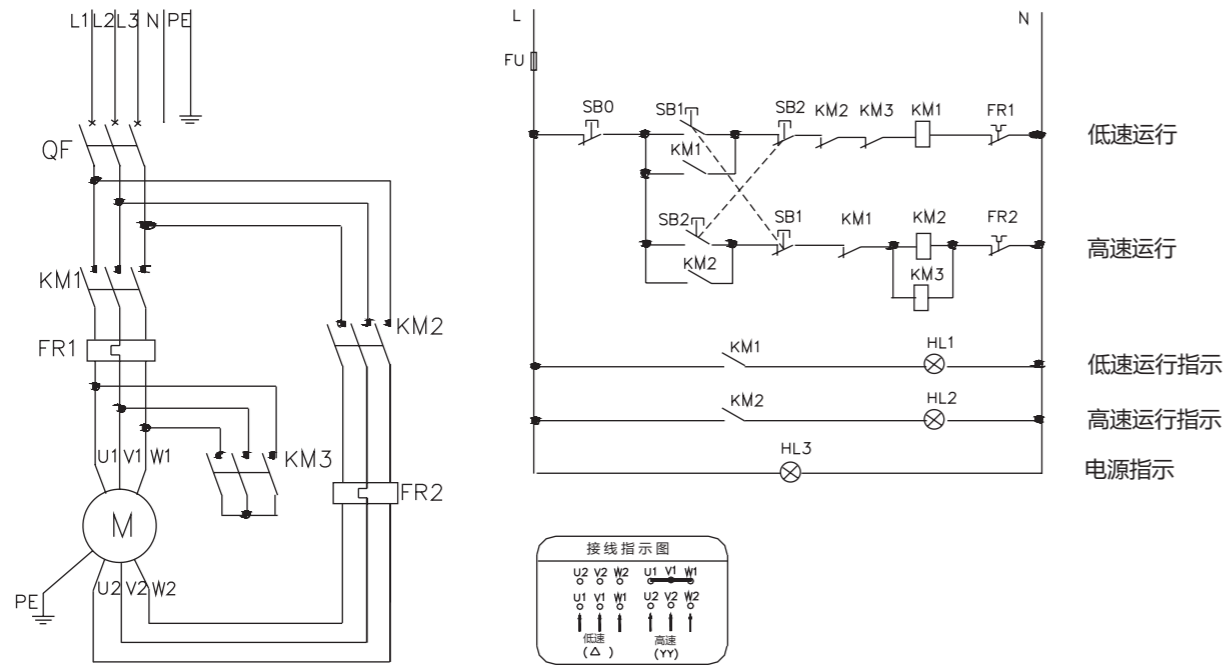 L1 L2 L3 N PE
QF
KM1
FR1
KM2
U1 V1 W1
KM3
FR2
M
U2 V2 W2
PE
L
N
FU
SB0 SB1 SB2 KM2 KM3 KM1 FR1
低速运行
KM1
SB2 SB1 KM1 KM2 FR2
高速运行
KM2 KM3
KM1 HL1
低速运行指示
KM2 HL2
高速运行指示
HL3
电源指示
接线指示图
U2 V2 W2 U1 V1 W1
U1 V1 W1 U2 V2 W2
低速 高速
(△) (YY)